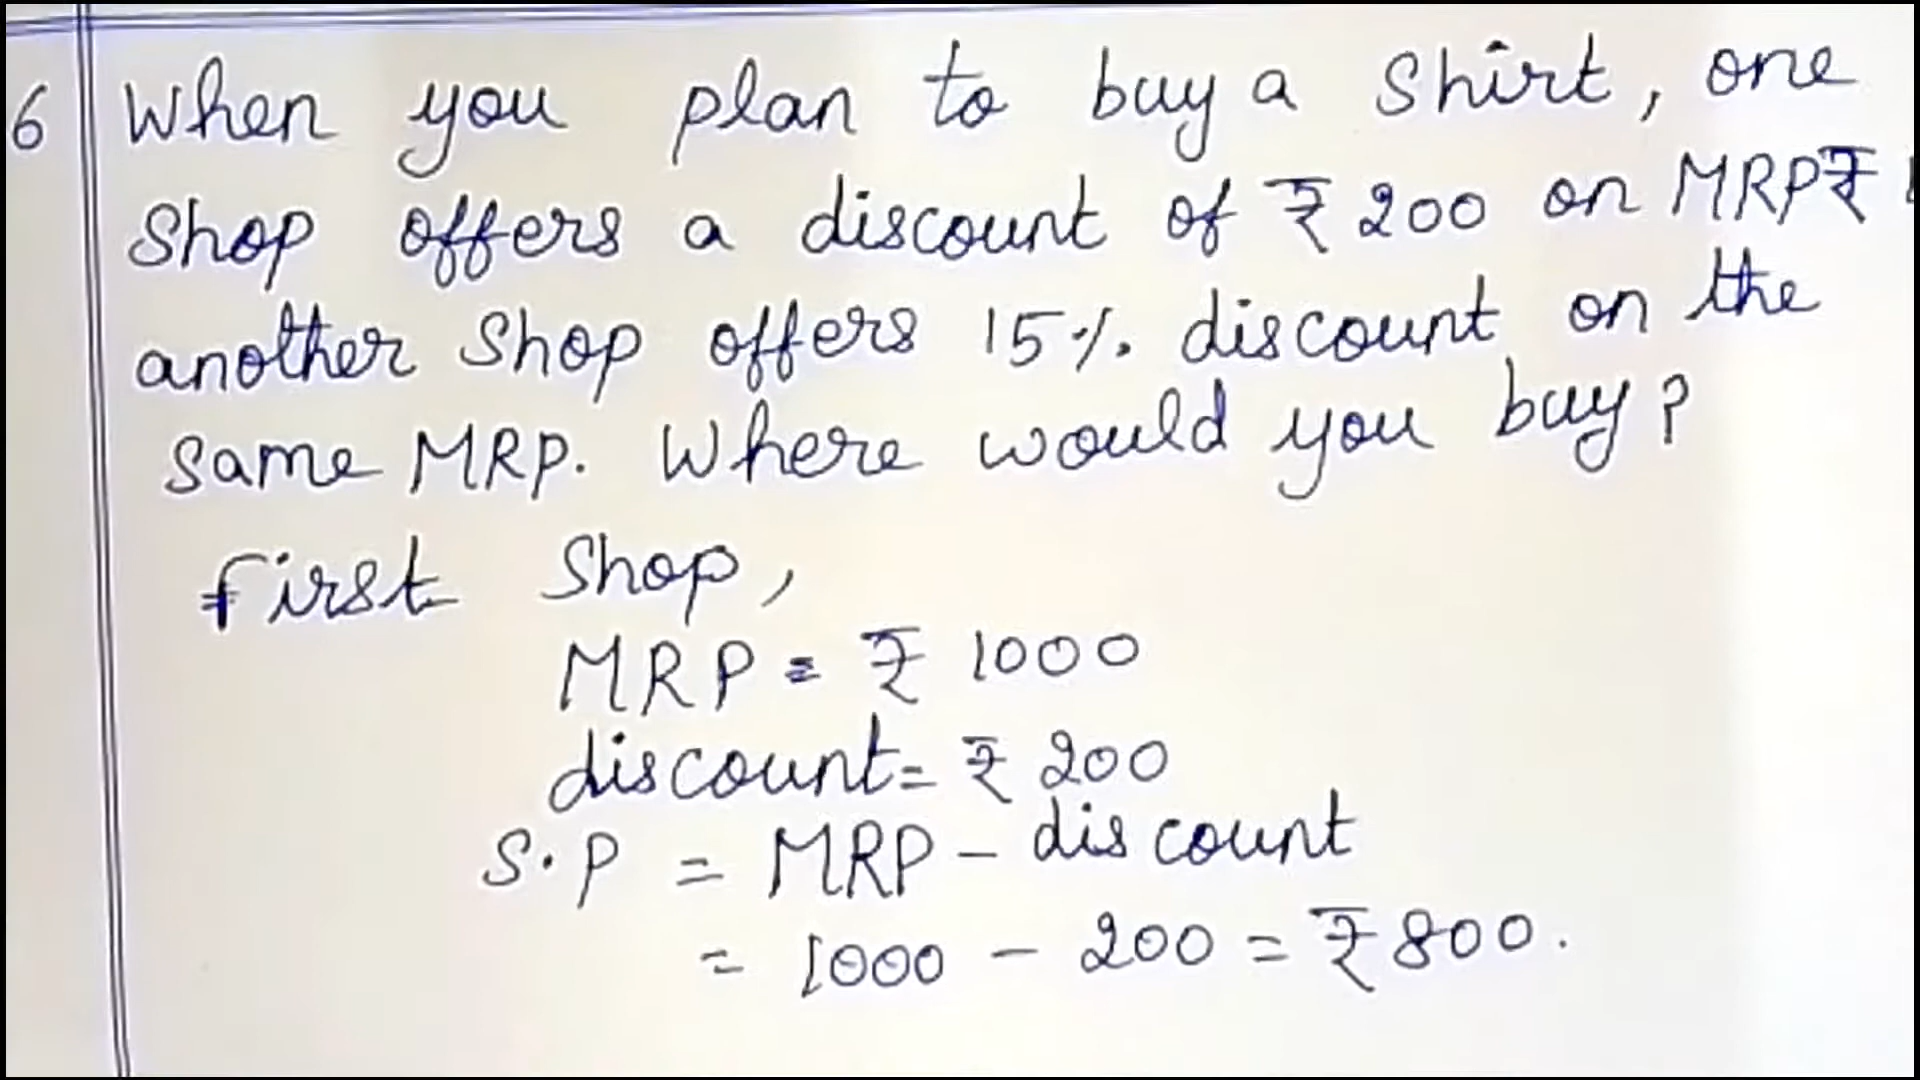 6 When you plan to buy a Shirt, one
Shop offers a discount of ₹ 200 on MRP ₹
another Shop offers 15%. discount on the
same MRP. Where would you buy?
First Shop,
MRP = ₹ 1000
discount = ₹ 200
S.P = MRP - discount
= 1000 - 200 = ₹ 800.